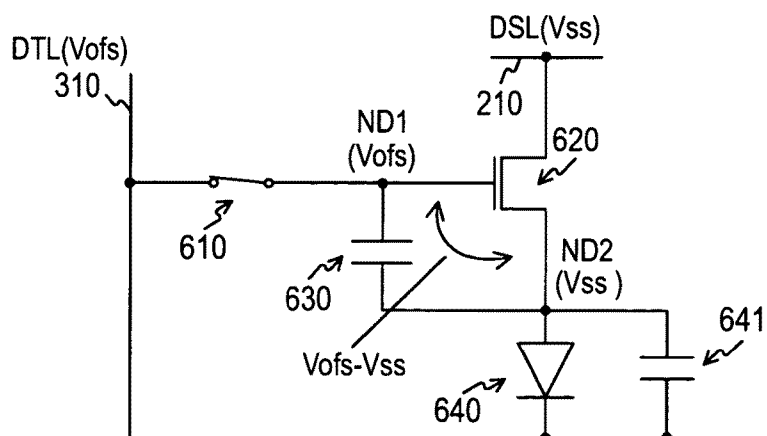 DSL(Vss)
DTL(Vofs)
310
210
ND1
(Vofs)
620
610
ND2
(Vss )
630
641
Vofs-Vss
640